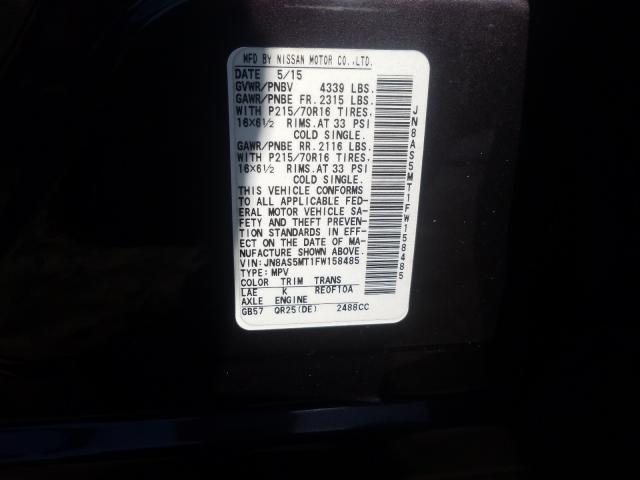 MFD BY NISSAN MOTOR CO.,LTD.
DATE 5/15
GVWR/PNBV 4339 LBS.
GAWR/PNBE FR. 2315 LBS.
WITH P215/70R16 TIRES,
16×6½ RIMS.AT 33 PSI
COLD SINGLE.
GAWR/PNBE RR. 2116 LBS.
WITH P215/70R16 TIRES,
16×6½ RIMS.AT 33 PSI
COLD SINGLE.
THIS VEHICLE CONFORMS
TO ALL APPLICABLE FED-
ERAL MOTOR VEHICLE SA-
FETY AND THEFT PREVEN-
TION STANDARDS IN EFF-
ECT ON THE DATE OF MA-
NUFACTURE SHOWN ABOVE.
VIN: JN8AS5MT1FW158485
TYPE: MPV
COLOR TRIM TRANS
LAE K RE0F10A
AXLE ENGINE
GB57 QR25(DE) 2488CC
JN8AS5MT1FW158485